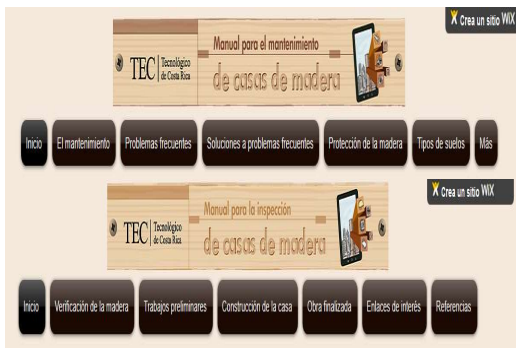 Crea un sitio WIX
TEC Tecnológico de Costa Rica
Manual para el mantenimiento
de casas de madera
Inicio El mantenimiento Problemas frecuentes Soluciones a problemas frecuentes Protección de la madera Tipos de suelos Más
Crea un sitio WIX
TEC Tecnológico de Costa Rica
Manual para la inspección
de casas de madera
Inicio Verificación de la madera Trabajos preliminares Construcción de la casa Obra finalizada Enlaces de interés Referencias